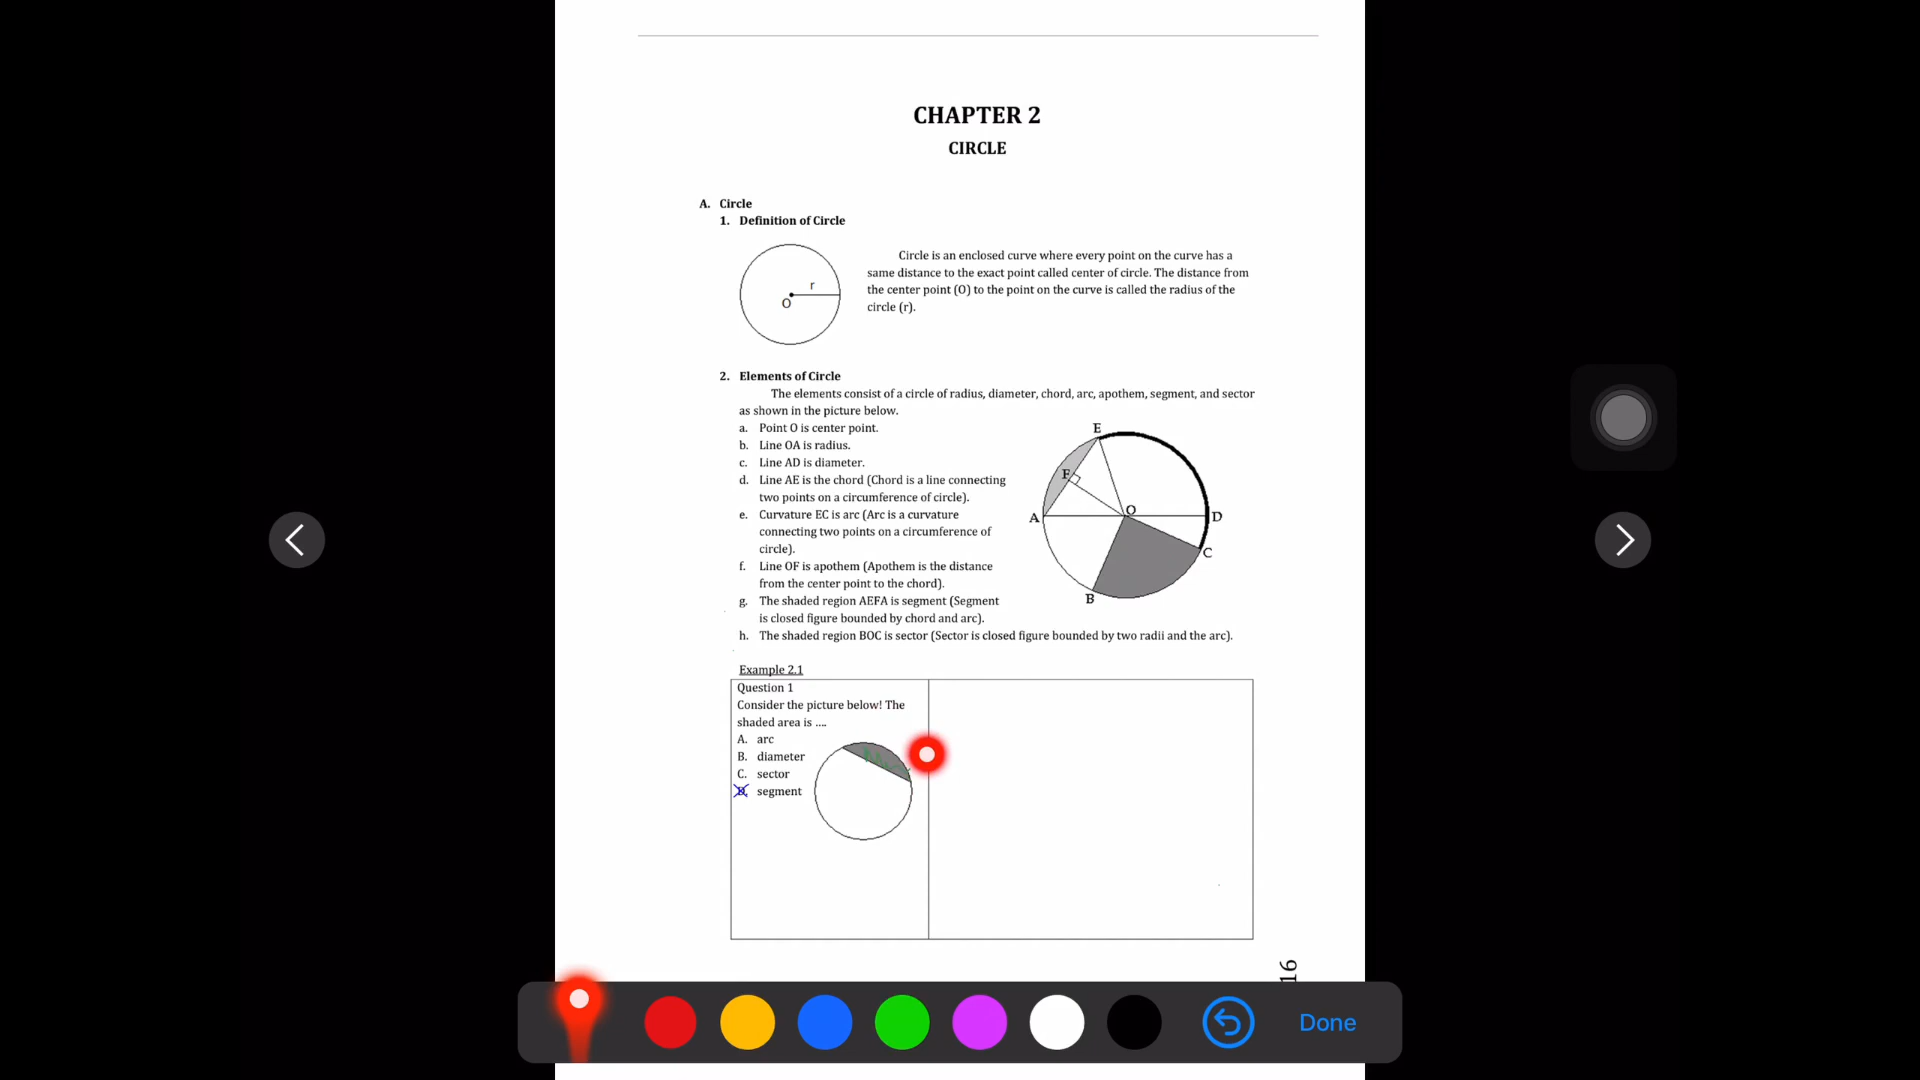 CHAPTER 2
CIRCLE
A. Circle
1. Definition of Circle
r
O
Circle is an enclosed curve where every point on the curve has a
same distance to the exact point called center of circle. The distance from
the center point (O) to the point on the curve is called the radius of the
circle (r).
2. Elements of Circle
The elements consist of a circle of radius, diameter, chord, arc, apothem, segment, and sector
as shown in the picture below.
a. Point O is center point.
b. Line OA is radius.
c. Line AD is diameter.
d. Line AE is the chord (Chord is a line connecting
two points on a circumference of circle).
e. Curvature EC is arc (Arc is a curvature
connecting two points on a circumference of
circle).
f. Line OF is apothem (Apothem is the distance
from the center point to the chord).
g. The shaded region AEFA is segment (Segment
is closed figure bounded by chord and arc).
h. The shaded region BOC is sector (Sector is closed figure bounded by two radii and the arc).
E
F
O
A
D
C
B
Example 2.1
Question 1
Consider the picture below! The
shaded area is ....
A. arc
B. diameter
C. sector
D. segment
16
Done